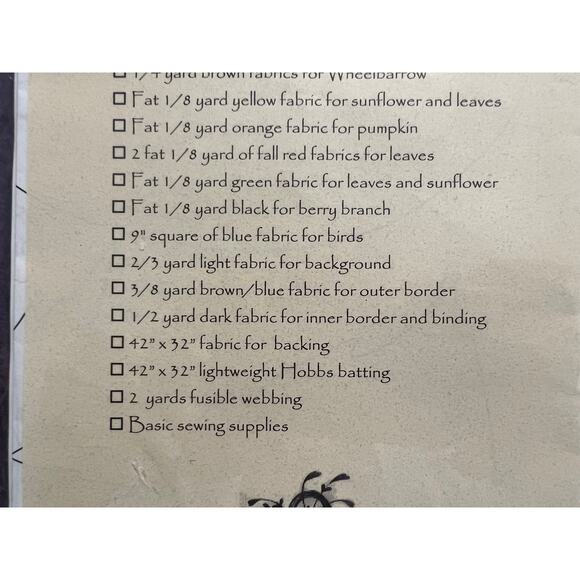 ☐ 1/4 yard brown fabrics for Wheelbarrow
☐ Fat 1/8 yard yellow fabric for sunflower and leaves
☐ Fat 1/8 yard orange fabric for pumpkin
☐ 2 fat 1/8 yard of fall red fabrics for leaves
☐ Fat 1/8 yard green fabric for leaves and sunflower
☐ Fat 1/8 yard black for berry branch
☐ 9" square of blue fabric for birds
☐ 2/3 yard light fabric for background
☐ 3/8 yard brown/blue fabric for outer border
☐ 1/2 yard dark fabric for inner border and binding
☐ 42" x 32" fabric for backing
☐ 42" x 32" lightweight Hobbs batting
☐ 2 yards fusible webbing
☐ Basic sewing supplies